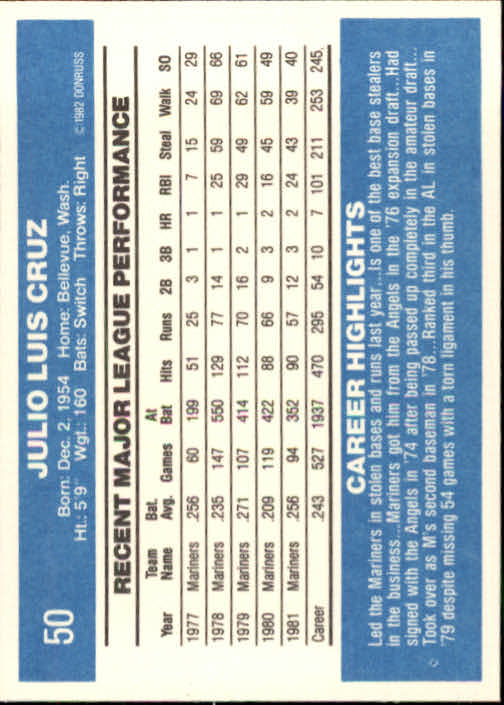 50
JULIO LUIS CRUZ
Born: Dec. 2, 1954 Home: Bellevue, Wash.
Ht.: 5'9" Wgt.: 160 Bats: Switch Throws: Right ©1982 DONRUSS
RECENT MAJOR LEAGUE PERFORMANCE
Team Bat. At
Year Name Avg. Games Bat Hits Runs 2B 3B HR RBI Steal Walk SO
1977 Mariners .256 60 199 51 25 3 1 1 7 15 24 29
1978 Mariners .235 147 550 129 77 14 1 1 25 59 69 66
1979 Mariners .271 107 414 112 70 16 2 1 29 49 62 61
1980 Mariners .209 119 422 88 66 9 3 2 16 45 59 49
1981 Mariners .256 94 352 90 57 12 3 2 24 43 39 40
Career .243 527 1937 470 295 54 10 7 101 211 253 245
CAREER HIGHLIGHTS
Led the Mariners in stolen bases and runs last year...Is one of the best base stealers
in the business...Mariners got him from the Angels in the '76 expansion draft...Had
signed with the Angels in '74 after being passed up completely in the amateur draft...
Took over as M's second baseman in '78...Ranked third in the AL in stolen bases in
'79 despite missing 54 games with a torn ligament in his thumb.